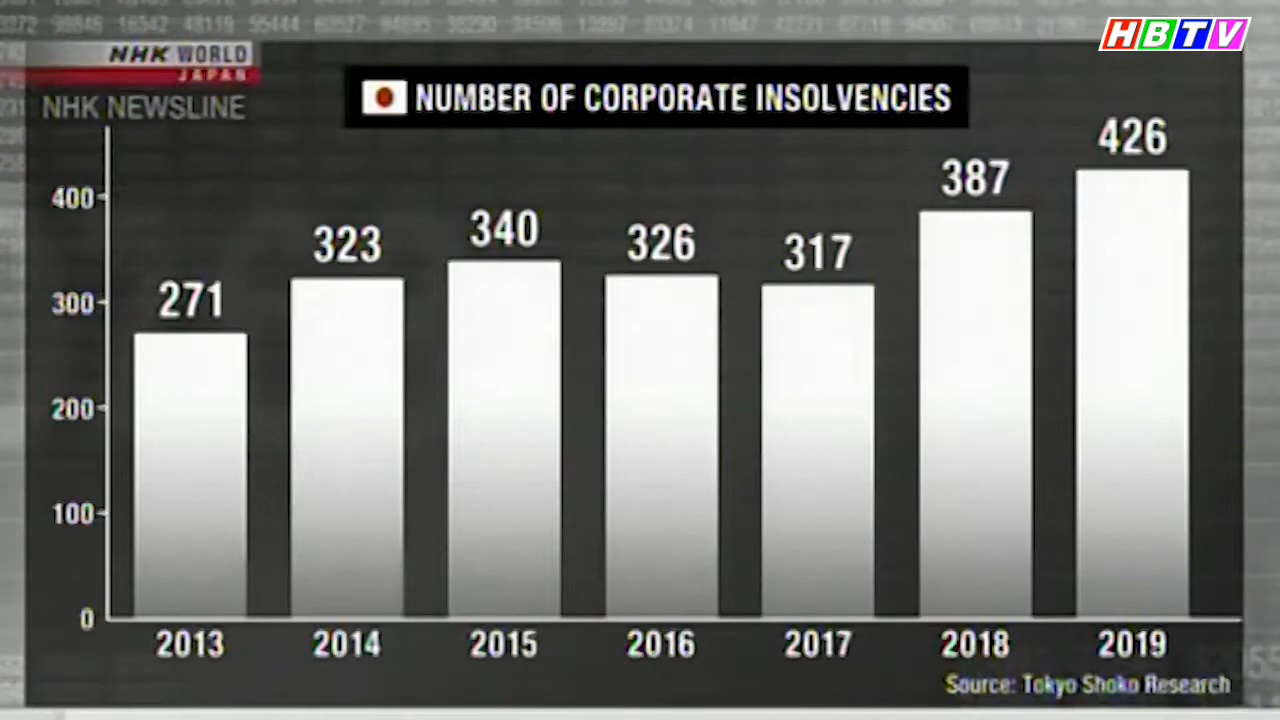 HBTV
NHK WORLD
JAPAN
NHK NEWSLINE
NUMBER OF CORPORATE INSOLVENCIES
400
300
200
100
0
271
323
340
326
317
387
426
2013 2014 2015 2016 2017 2018 2019
Source: Tokyo Shoko Research